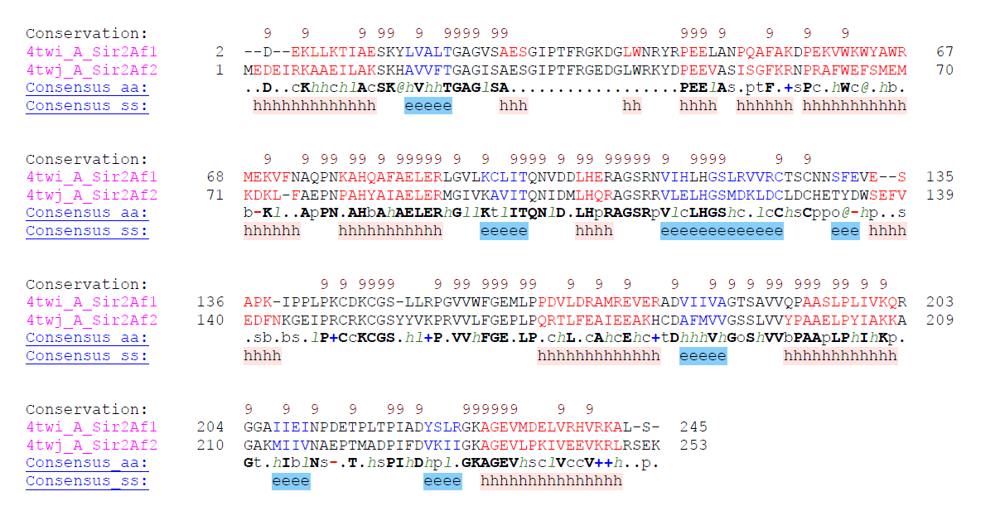 Conservation: 9 9 9 99 9 9999 99 999 9 9 9 9
4twi_A_Sir2Af1 2 --D--EKLLKTIAESKYLVALTGAGVSAESGIPTFRGKDGLWNRYRPEELANPQAFAKDPEKVWKWYAWR 67
4twj_A_Sir2Af2 1 MEDEIRKAAEILAKSKHAVVFTGAGISAESGIPTFRGEDGLWRKYDPEEVASISGFKRNPRAFWEFSMEM 70
Consensus_aa: ..D..cKhhchlAcSK@hVhhTGAGlSA..................PEElAs.ptF.+sPc.hWc@.hb.
Consensus_ss: hhhhhhhhhhhhh eeeee hhh hh hhhh hhhhhh hhhhhhhhhhh
Conservation: 9 9 99 99 9 99999 9 9 9999 9 99 99999 9 9999 9 9
4twi_A_Sir2Af1 68 MEKVFNAQPNKAHQAFAELERLGVLKCLITQNVDDLHERAGSRNVIHLHGSLRVVRCTSCNNSFEVE--S 135
4twj_A_Sir2Af2 71 KDKL-FAEPNPAHYAIAELERMGIVKAVITQNIDMLHQRAGSRRVLELHGSMDKLDCLDCHETYDWSEFV 139
Consensus_aa: b-Kl..ApPN.AHbAhAELERhGllKtlITQNlD.LHpRAGSRpVlcLHGShc.lcChsCppo@-hp..s
Consensus_ss: hhhhhh hhhhhhhhhhh eeeee hhhh eeeeeeeeeeeee eee hhhh
Conservation: 9 9 9999 99 9999 99 9 9 9 9 9 9 9 99 999 99 9 9
4twi_A_Sir2Af1 136 APK-IPPLPKCDKCGS-LLRPGVVWFGEMLPPDVLDRAMREVERADVIIVAGTSAVVQPAASLPLIVKQR 203
4twj_A_Sir2Af2 140 EDFNKGEIPRCRKCGSYYVKPRVVLFGEPLPQRTLFEAIEEAKHCDAFMVVGSSLVVYPAAELPYIAKKA 209
Consensus_aa: .sb.bs.lP+CcKCGS.hl+P.VVhFGE.LP.chL.cAhcEhc+tDhhhVhGoShVVbPAApLPhIhKp.
Consensus_ss: hhhh hhhhhhhhhhhhh eeeee hhhhhhhhhhhh
Conservation: 9 9 9 9 99 9 999999 9 9
4twi_A_Sir2Af1 204 GGAIIEINPDETPLTPIADYSLRGKAGEVMDELVRHVRKAL-S- 245
4twj_A_Sir2Af2 210 GAKMIIVNAEPTMADPIFDVKIIGKAGEVLPKIVEEVKRLRSEK 253
Consensus_aa: Gt.hIblNs-.T.hsPIhDhpl.GKAGEVhsclVccV++h..p.
Consensus_ss: eeee eeee hhhhhhhhhhhhhhh